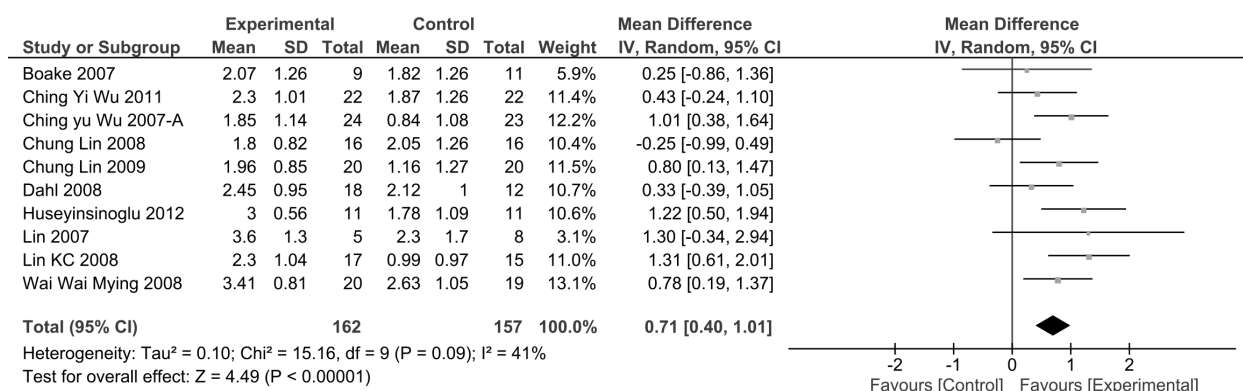 Experimental Control Mean Difference Mean Difference
Study or Subgroup Mean SD Total Mean SD Total Weight IV, Random, 95% CI IV, Random, 95% CI
Boake 2007 2.07 1.26 9 1.82 1.26 11 5.9% 0.25 [-0.86, 1.36]
Ching Yi Wu 2011 2.3 1.01 22 1.87 1.26 22 11.4% 0.43 [-0.24, 1.10]
Ching yu Wu 2007-A 1.85 1.14 24 0.84 1.08 23 12.2% 1.01 [0.38, 1.64]
Chung Lin 2008 1.8 0.82 16 2.05 1.26 16 10.4% -0.25 [-0.99, 0.49]
Chung Lin 2009 1.96 0.85 20 1.16 1.27 20 11.5% 0.80 [0.13, 1.47]
Dahl 2008 2.45 0.95 18 2.12 1 12 10.7% 0.33 [-0.39, 1.05]
Huseyinsinoglu 2012 3 0.56 11 1.78 1.09 11 10.6% 1.22 [0.50, 1.94]
Lin 2007 3.6 1.3 5 2.3 1.7 8 3.1% 1.30 [-0.34, 2.94]
Lin KC 2008 2.3 1.04 17 0.99 0.97 15 11.0% 1.31 [0.61, 2.01]
Wai Wai Mying 2008 3.41 0.81 20 2.63 1.05 19 13.1% 0.78 [0.19, 1.37]
Total (95% CI) 162 157 100.0% 0.71 [0.40, 1.01]
Heterogeneity: Tau² = 0.10; Chi² = 15.16, df = 9 (P = 0.09); I² = 41%
Test for overall effect: Z = 4.49 (P < 0.00001)
-2 -1 0 1 2
Favours [Control] Favours [Experimental]